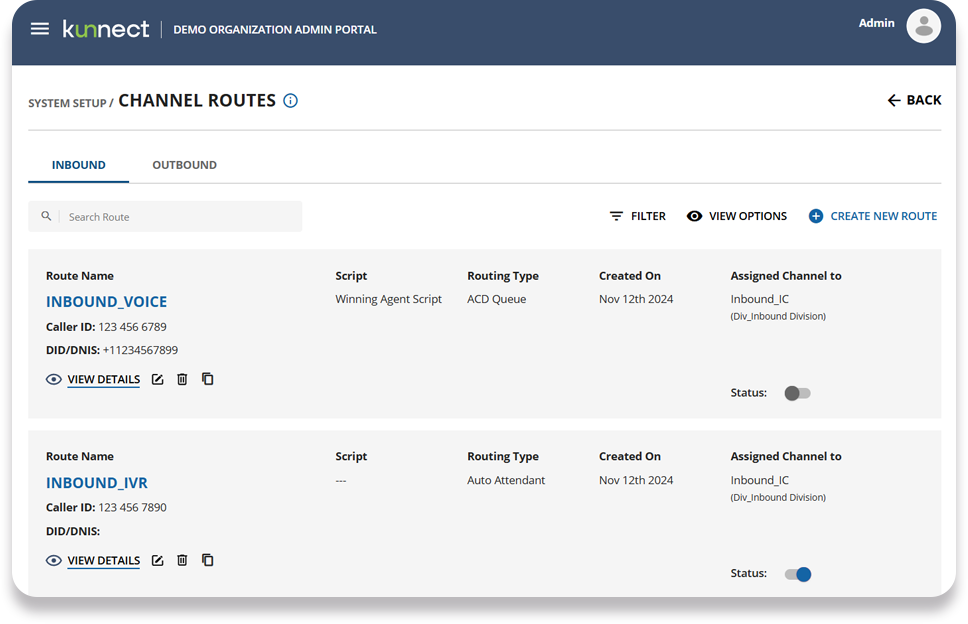 kunnect DEMO ORGANIZATION ADMIN PORTAL Admin
SYSTEM SETUP / CHANNEL ROUTES BACK
INBOUND OUTBOUND
Search Route FILTER VIEW OPTIONS CREATE NEW ROUTE
Route Name Script Routing Type Created On Assigned Channel to
INBOUND_VOICE Winning Agent Script ACD Queue Nov 12th 2024 Inbound_IC
(Div_Inbound Division)
Caller ID: 123 456 6789
DID/DNIS: +11234567899
VIEW DETAILS
Status:
Route Name Script Routing Type Created On Assigned Channel to
INBOUND_IVR --- Auto Attendant Nov 12th 2024 Inbound_IC
(Div_Inbound Division)
Caller ID: 123 456 7890
DID/DNIS:
VIEW DETAILS
Status: